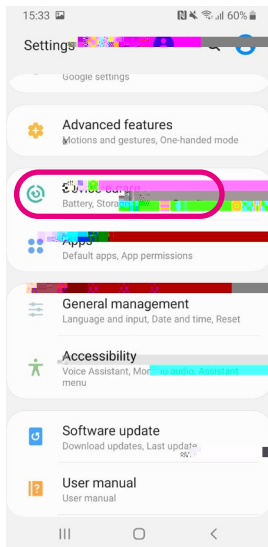 15:33 60%
Settings
Google settings
Advanced features
Motions and gestures, One-handed mode
care
Battery, Storage
Apps
Default apps, App permissions
General management
Language and input, Date and time, Reset
Accessibility
Voice Assistant, Mono audio, Assistant
menu
Software update
Download updates, Last update
User manual
User manual